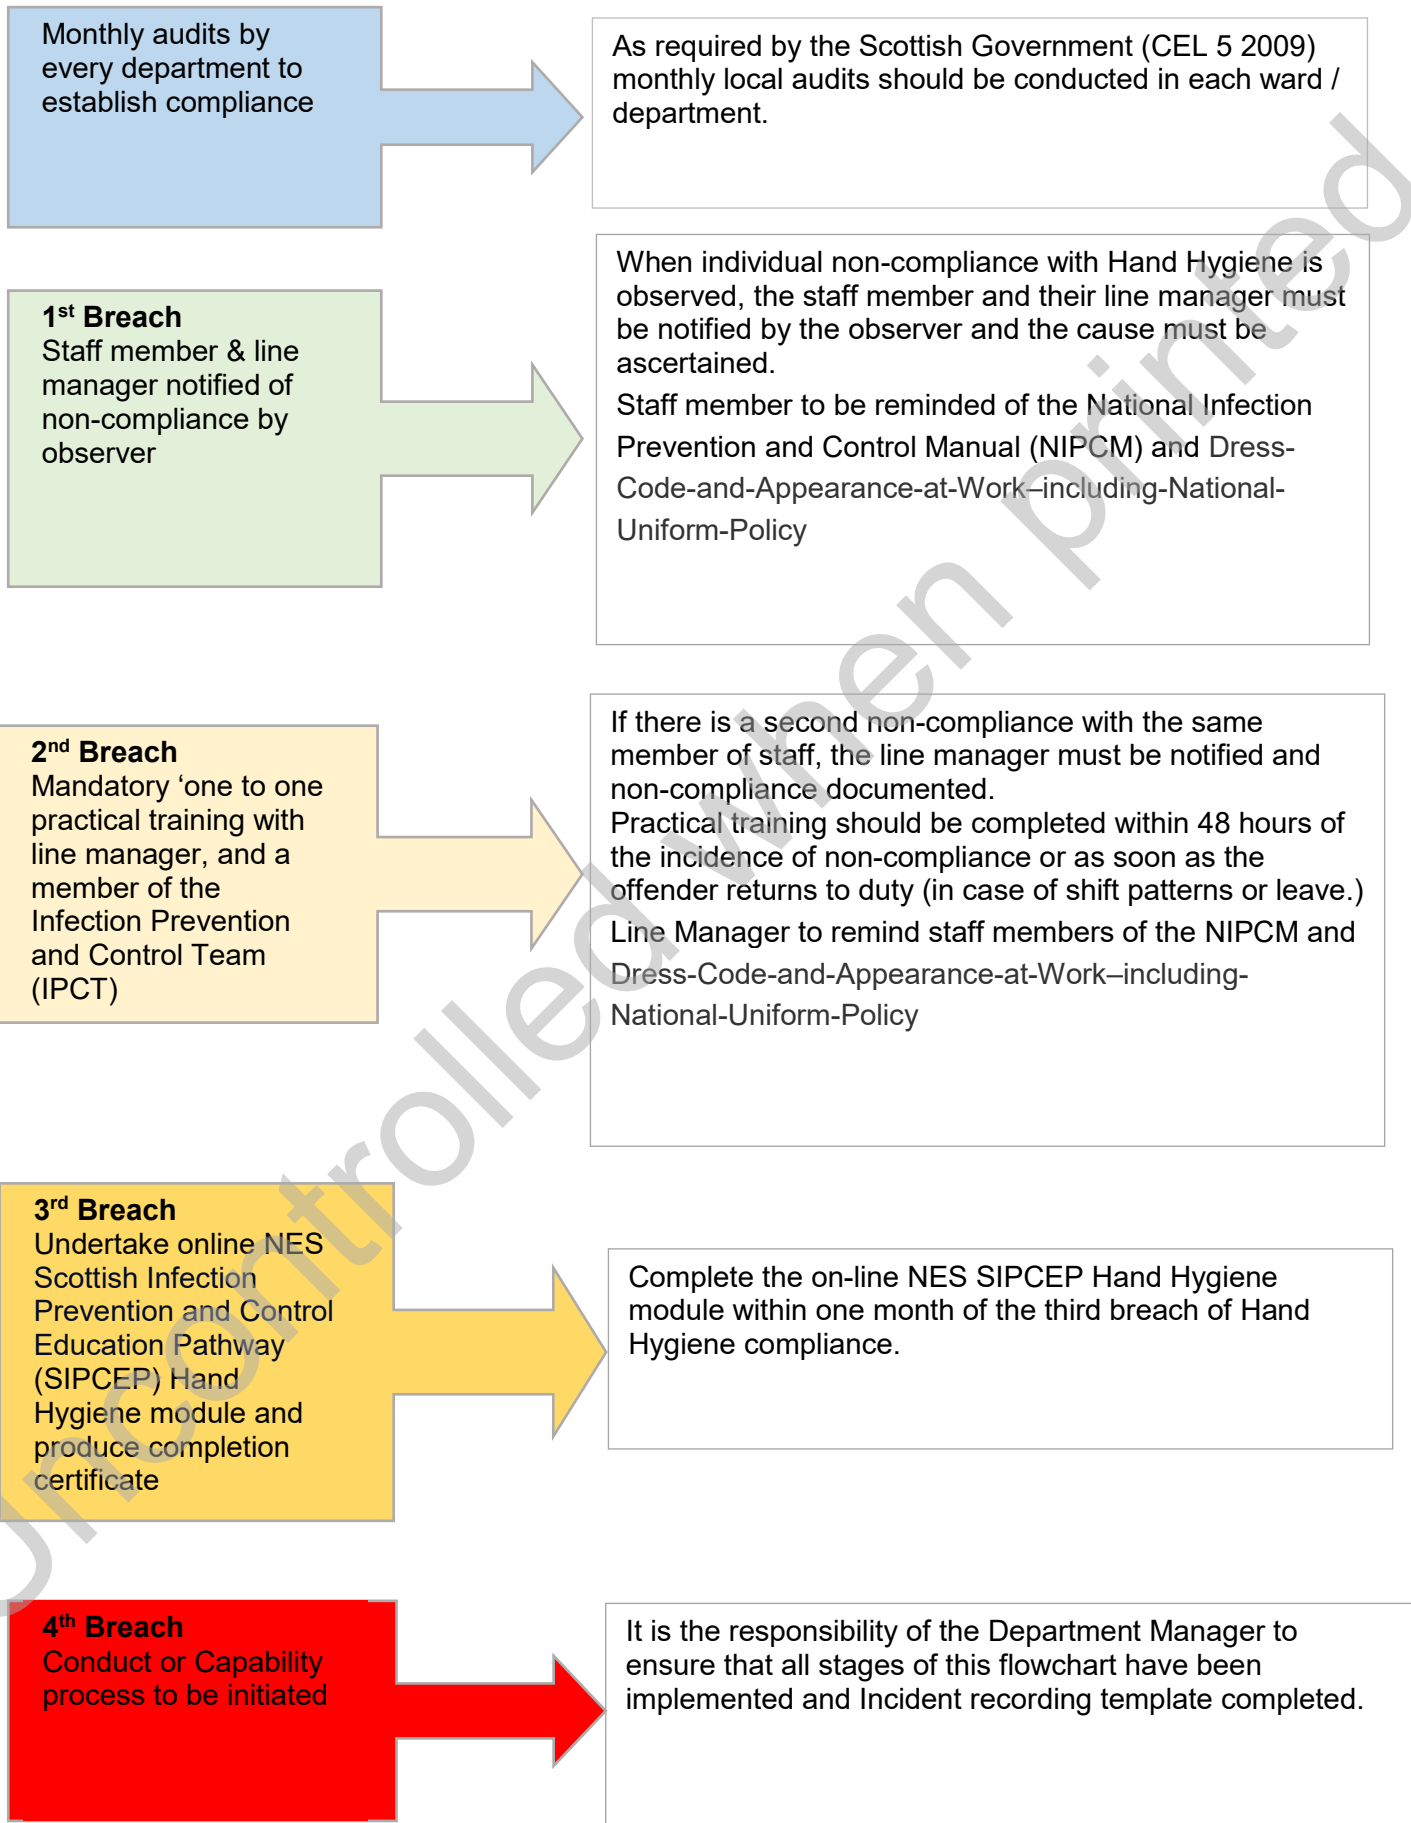 Monthly audits by
every department to
establish compliance
As required by the Scottish Government (CEL 5 2009)
monthly local audits should be conducted in each ward /
department.
1st Breach
Staff member & line
manager notified of
non-compliance by
observer
When individual non-compliance with Hand Hygiene is
observed, the staff member and their line manager must
be notified by the observer and the cause must be
ascertained.
Staff member to be reminded of the National Infection
Prevention and Control Manual (NIPCM) and Dress-
Code-and-Appearance-at-Work–including-National-
Uniform-Policy
2nd Breach
Mandatory ‘one to one
practical training with
line manager, and a
member of the
Infection Prevention
and Control Team
(IPCT)
If there is a second non-compliance with the same
member of staff, the line manager must be notified and
non-compliance documented.
Practical training should be completed within 48 hours of
the incidence of non-compliance or as soon as the
offender returns to duty (in case of shift patterns or leave.)
Line Manager to remind staff members of the NIPCM and
Dress-Code-and-Appearance-at-Work–including-
National-Uniform-Policy
3rd Breach
Undertake online NES
Scottish Infection
Prevention and Control
Education Pathway
(SIPCEP) Hand
Hygiene module and
produce completion
certificate
Complete the on-line NES SIPCEP Hand Hygiene
module within one month of the third breach of Hand
Hygiene compliance.
4th Breach
Conduct or Capability
process to be initiated
It is the responsibility of the Department Manager to
ensure that all stages of this flowchart have been
implemented and Incident recording template completed.
Uncontrolled when printed